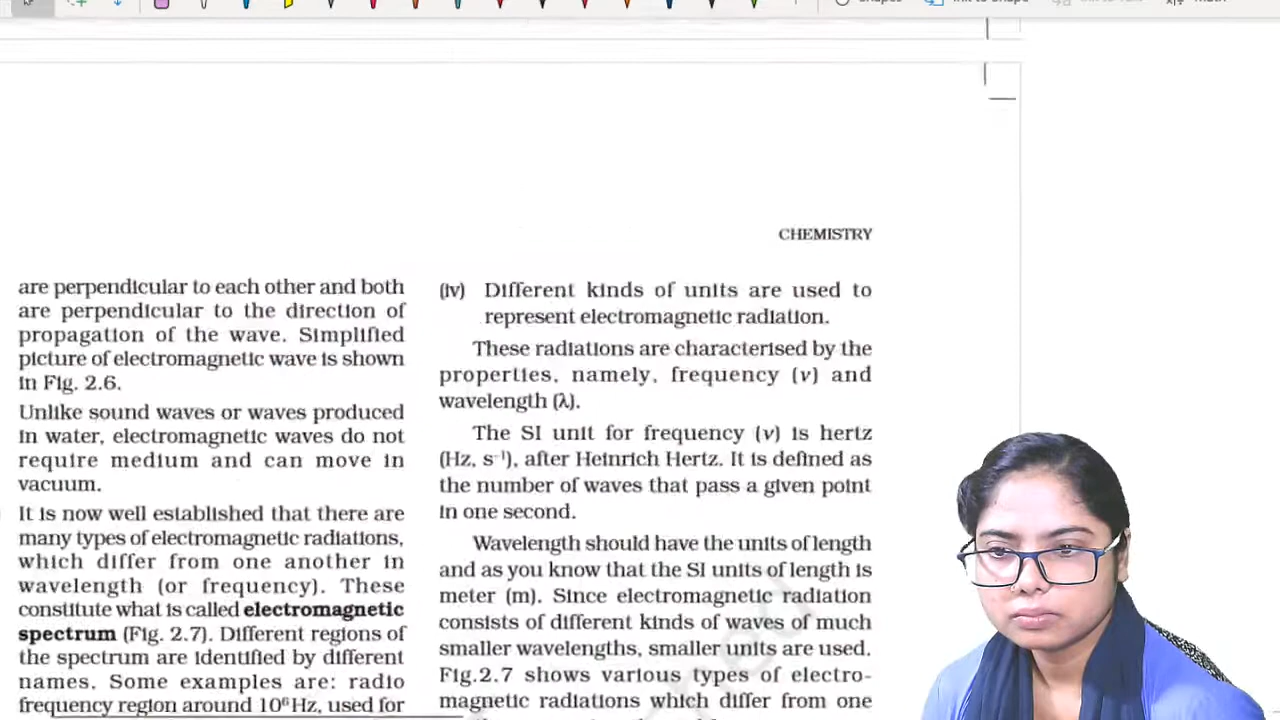 CHEMISTRY
are perpendicular to each other and both
are perpendicular to the direction of
propagation of the wave. Simplified
picture of electromagnetic wave is shown
in Fig. 2.6.
Unlike sound waves or waves produced
in water, electromagnetic waves do not
require medium and can move in
vacuum.
It is now well established that there are
many types of electromagnetic radiations,
which differ from one another in
wavelength (or frequency). These
constitute what is called electromagnetic
spectrum (Fig. 2.7). Different regions of
the spectrum are identified by different
names. Some examples are: radio
frequency region around 10⁶ Hz, used for
(iv) Different kinds of units are used to
represent electromagnetic radiation.
These radiations are characterised by the
properties, namely, frequency (ν) and
wavelength (λ).
The SI unit for frequency (ν) is hertz
(Hz, s⁻¹), after Heinrich Hertz. It is defined as
the number of waves that pass a given point
in one second.
Wavelength should have the units of length
and as you know that the SI units of length is
meter (m). Since electromagnetic radiation
consists of different kinds of waves of much
smaller wavelengths, smaller units are used.
Fig.2.7 shows various types of electro-
magnetic radiations which differ from one